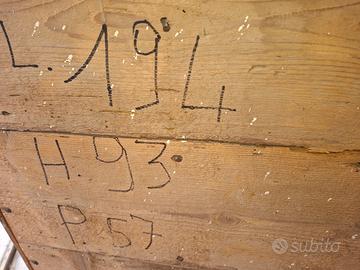 L. 194
H. 93
P. 57
subito